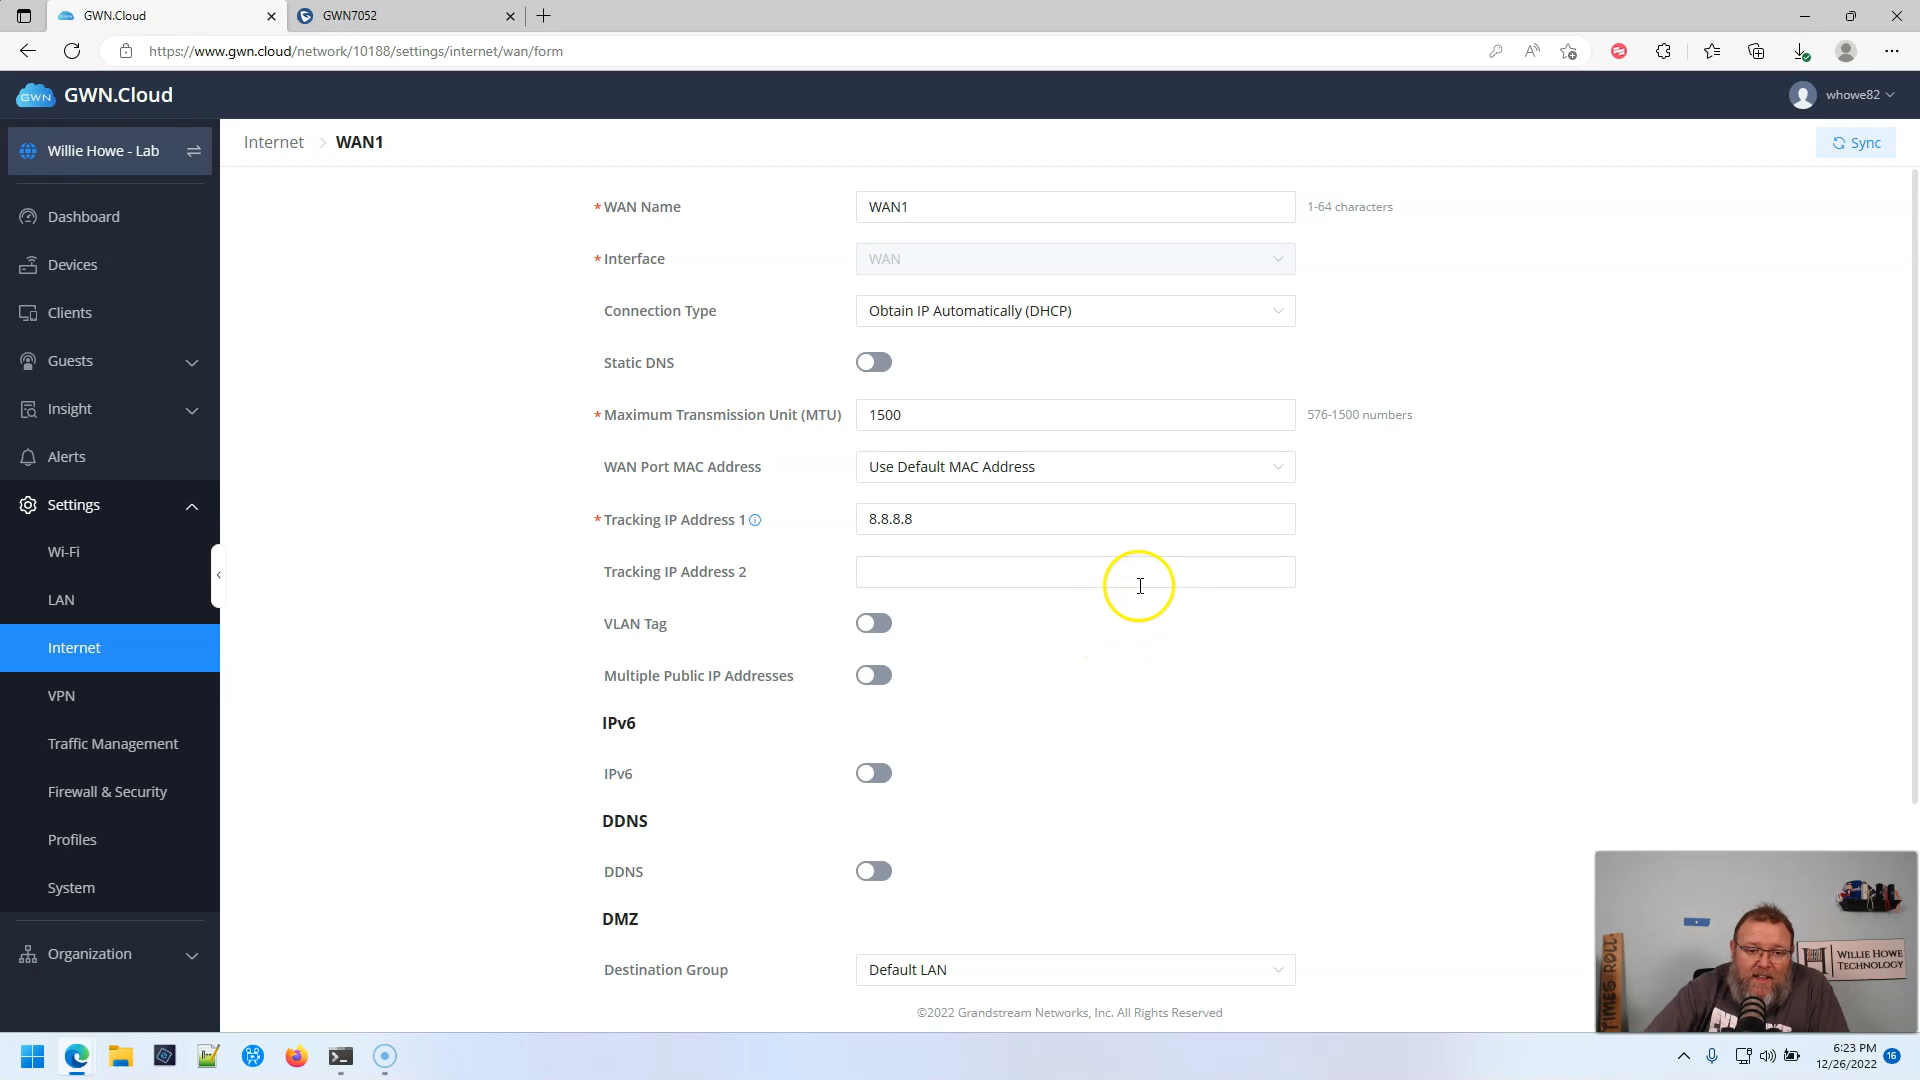 GWN.Cloud
GWN7052
https://www.gwn.cloud/network/10188/settings/internet/wan/form
GWN GWN.Cloud
whowe82
Willie Howe - Lab
Internet > WAN1
Sync
Dashboard
Devices
Clients
Guests
Insight
Alerts
Settings
Wi-Fi
LAN
Internet
VPN
Traffic Management
Firewall & Security
Profiles
System
Organization
* WAN Name WAN1 1-64 characters
* Interface WAN
Connection Type Obtain IP Automatically (DHCP)
Static DNS
* Maximum Transmission Unit (MTU) 1500 576-1500 numbers
WAN Port MAC Address Use Default MAC Address
* Tracking IP Address 1 8.8.8.8
Tracking IP Address 2
VLAN Tag
Multiple Public IP Addresses
IPv6
IPv6
DDNS
DDNS
DMZ
Destination Group Default LAN
©2022 Grandstream Networks, Inc. All Rights Reserved
TIMES ROLL
WILLIE HOWE
TECHNOLOGY
6:23 PM
12/26/2022
16